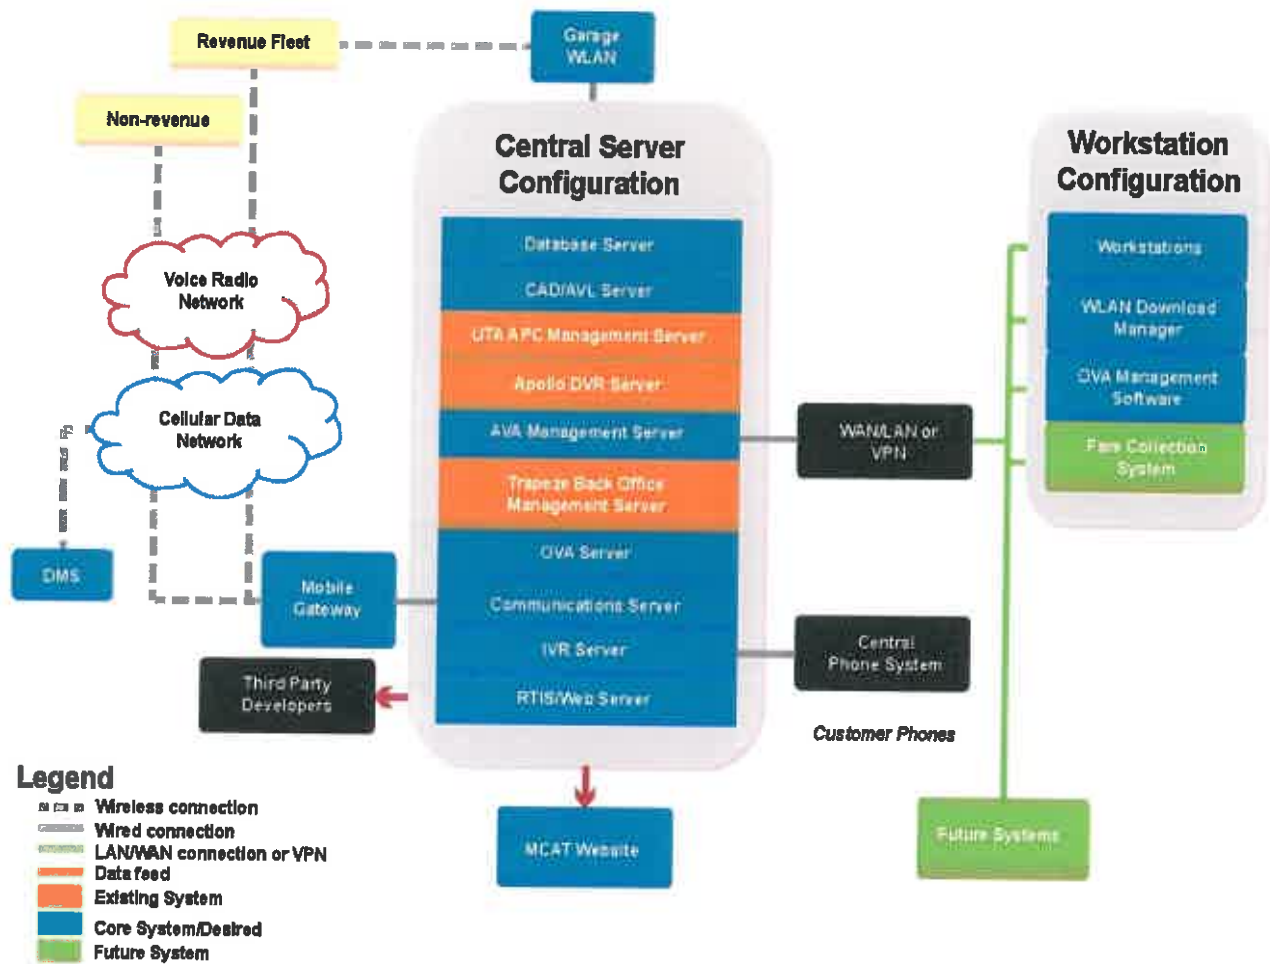 Revenue Fleet
Garage
WLAN
Non-revenue
Central Server
Configuration
Workstation
Configuration
Database Server
CAD/AVL Server
UTA APC Management Server
Apollo DVR Server
AVA Management Server
Trapeze Back Office
Management Server
OVA Server
Communications Server
IVR Server
RTIS/Web Server
Voice Radio
Network
Cellular Data
Network
DMS
Mobile
Gateway
Third Party
Developers
WAN/LAN or
VPN
Central
Phone System
Customer Phones
Workstations
WLAN Download
Manager
OVA Management
Software
Fare Collection
System
MCAT Website
Future Systems
Legend
Wireless connection
Wired connection
LAN/WAN connection or VPN
Data feed
Existing System
Core System/Desired
Future System